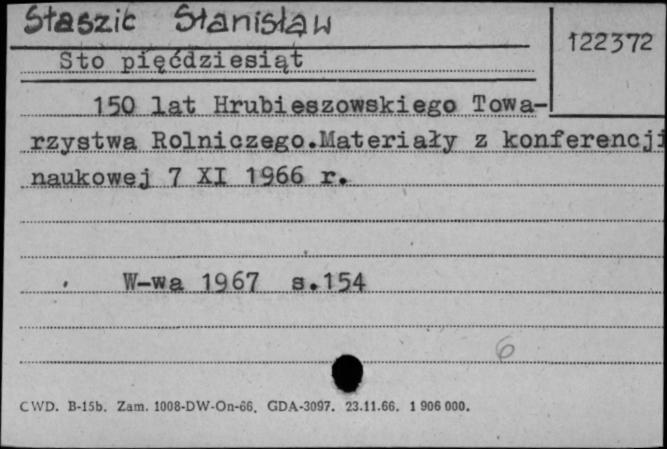 Staszic Stanisław
122372
Sto pięćdziesiąt
150 lat Hrubieszowskiego Towa-
rzystwa Rolniczego.Materiały z konferencji
naukowej 7 XI 1966 r.
W-wa 1967 s.154
6
CWD. B-15b. Zam. 1008-DW-On-66. GDA-3097. 23.11.66. 1 906 000.